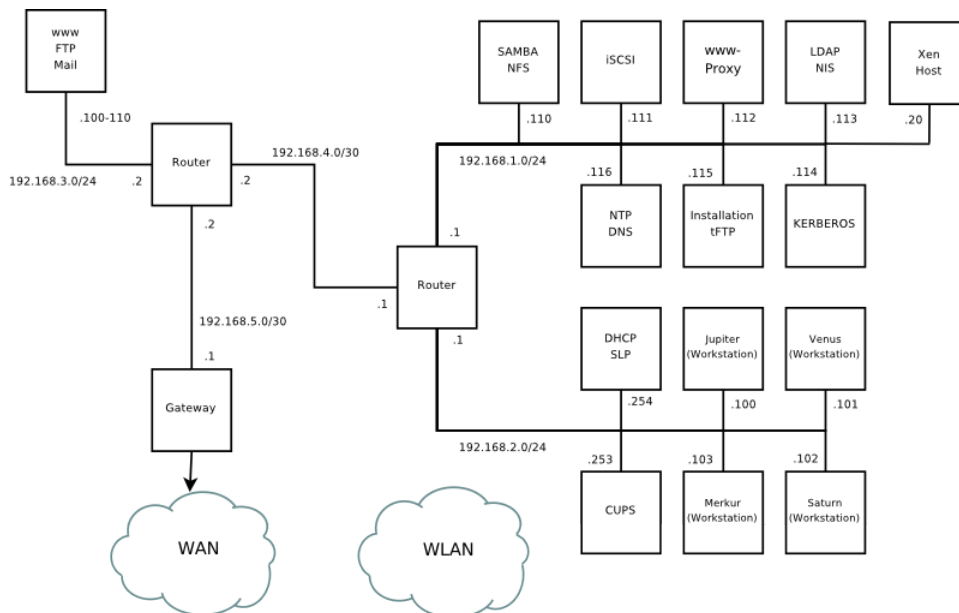 www
FTP
Mail
.100-110
192.168.3.0/24
Router
.2
.2
.2
192.168.4.0/30
192.168.5.0/30
.1
Gateway
WAN
WLAN
Router
.1
.1
.1
192.168.1.0/24
SAMBA
NFS
.110
iSCSI
.111
www-
Proxy
.112
LDAP
NIS
.113
Xen
Host
.20
.116
NTP
DNS
.115
Installation
tFTP
.114
KERBEROS
192.168.2.0/24
DHCP
SLP
.254
Jupiter
(Workstation)
.100
Venus
(Workstation)
.101
.253
CUPS
.103
Merkur
(Workstation)
.102
Saturn
(Workstation)